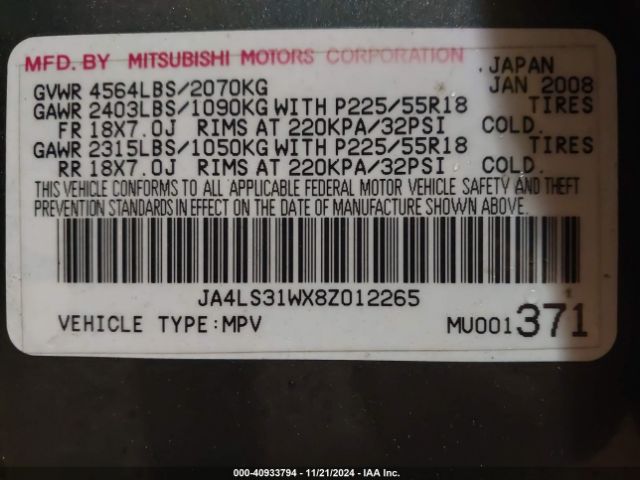 MFD. BY MITSUBISHI MOTORS CORPORATION . JAPAN
GVWR 4564LBS/2070KG JAN 2008
GAWR 2403LBS/1090KG WITH P225/55R18 TIRES
FR 18X7.0J RIMS AT 220KPA/32PSI COLD.
GAWR 2315LBS/1050KG WITH P225/55R18 TIRES
RR 18X7.0J RIMS AT 220KPA/32PSI COLD.
THIS VEHICLE CONFORMS TO ALL APPLICABLE FEDERAL MOTOR VEHICLE SAFETY AND THEFT
PREVENTION STANDARDS IN EFFECT ON THE DATE OF MANUFACTURE SHOWN ABOVE.
JA4LS31WX8Z012265 1
VEHICLE TYPE:MPV MU001371
000-40933794 - 11/21/2024 - IAA Inc.